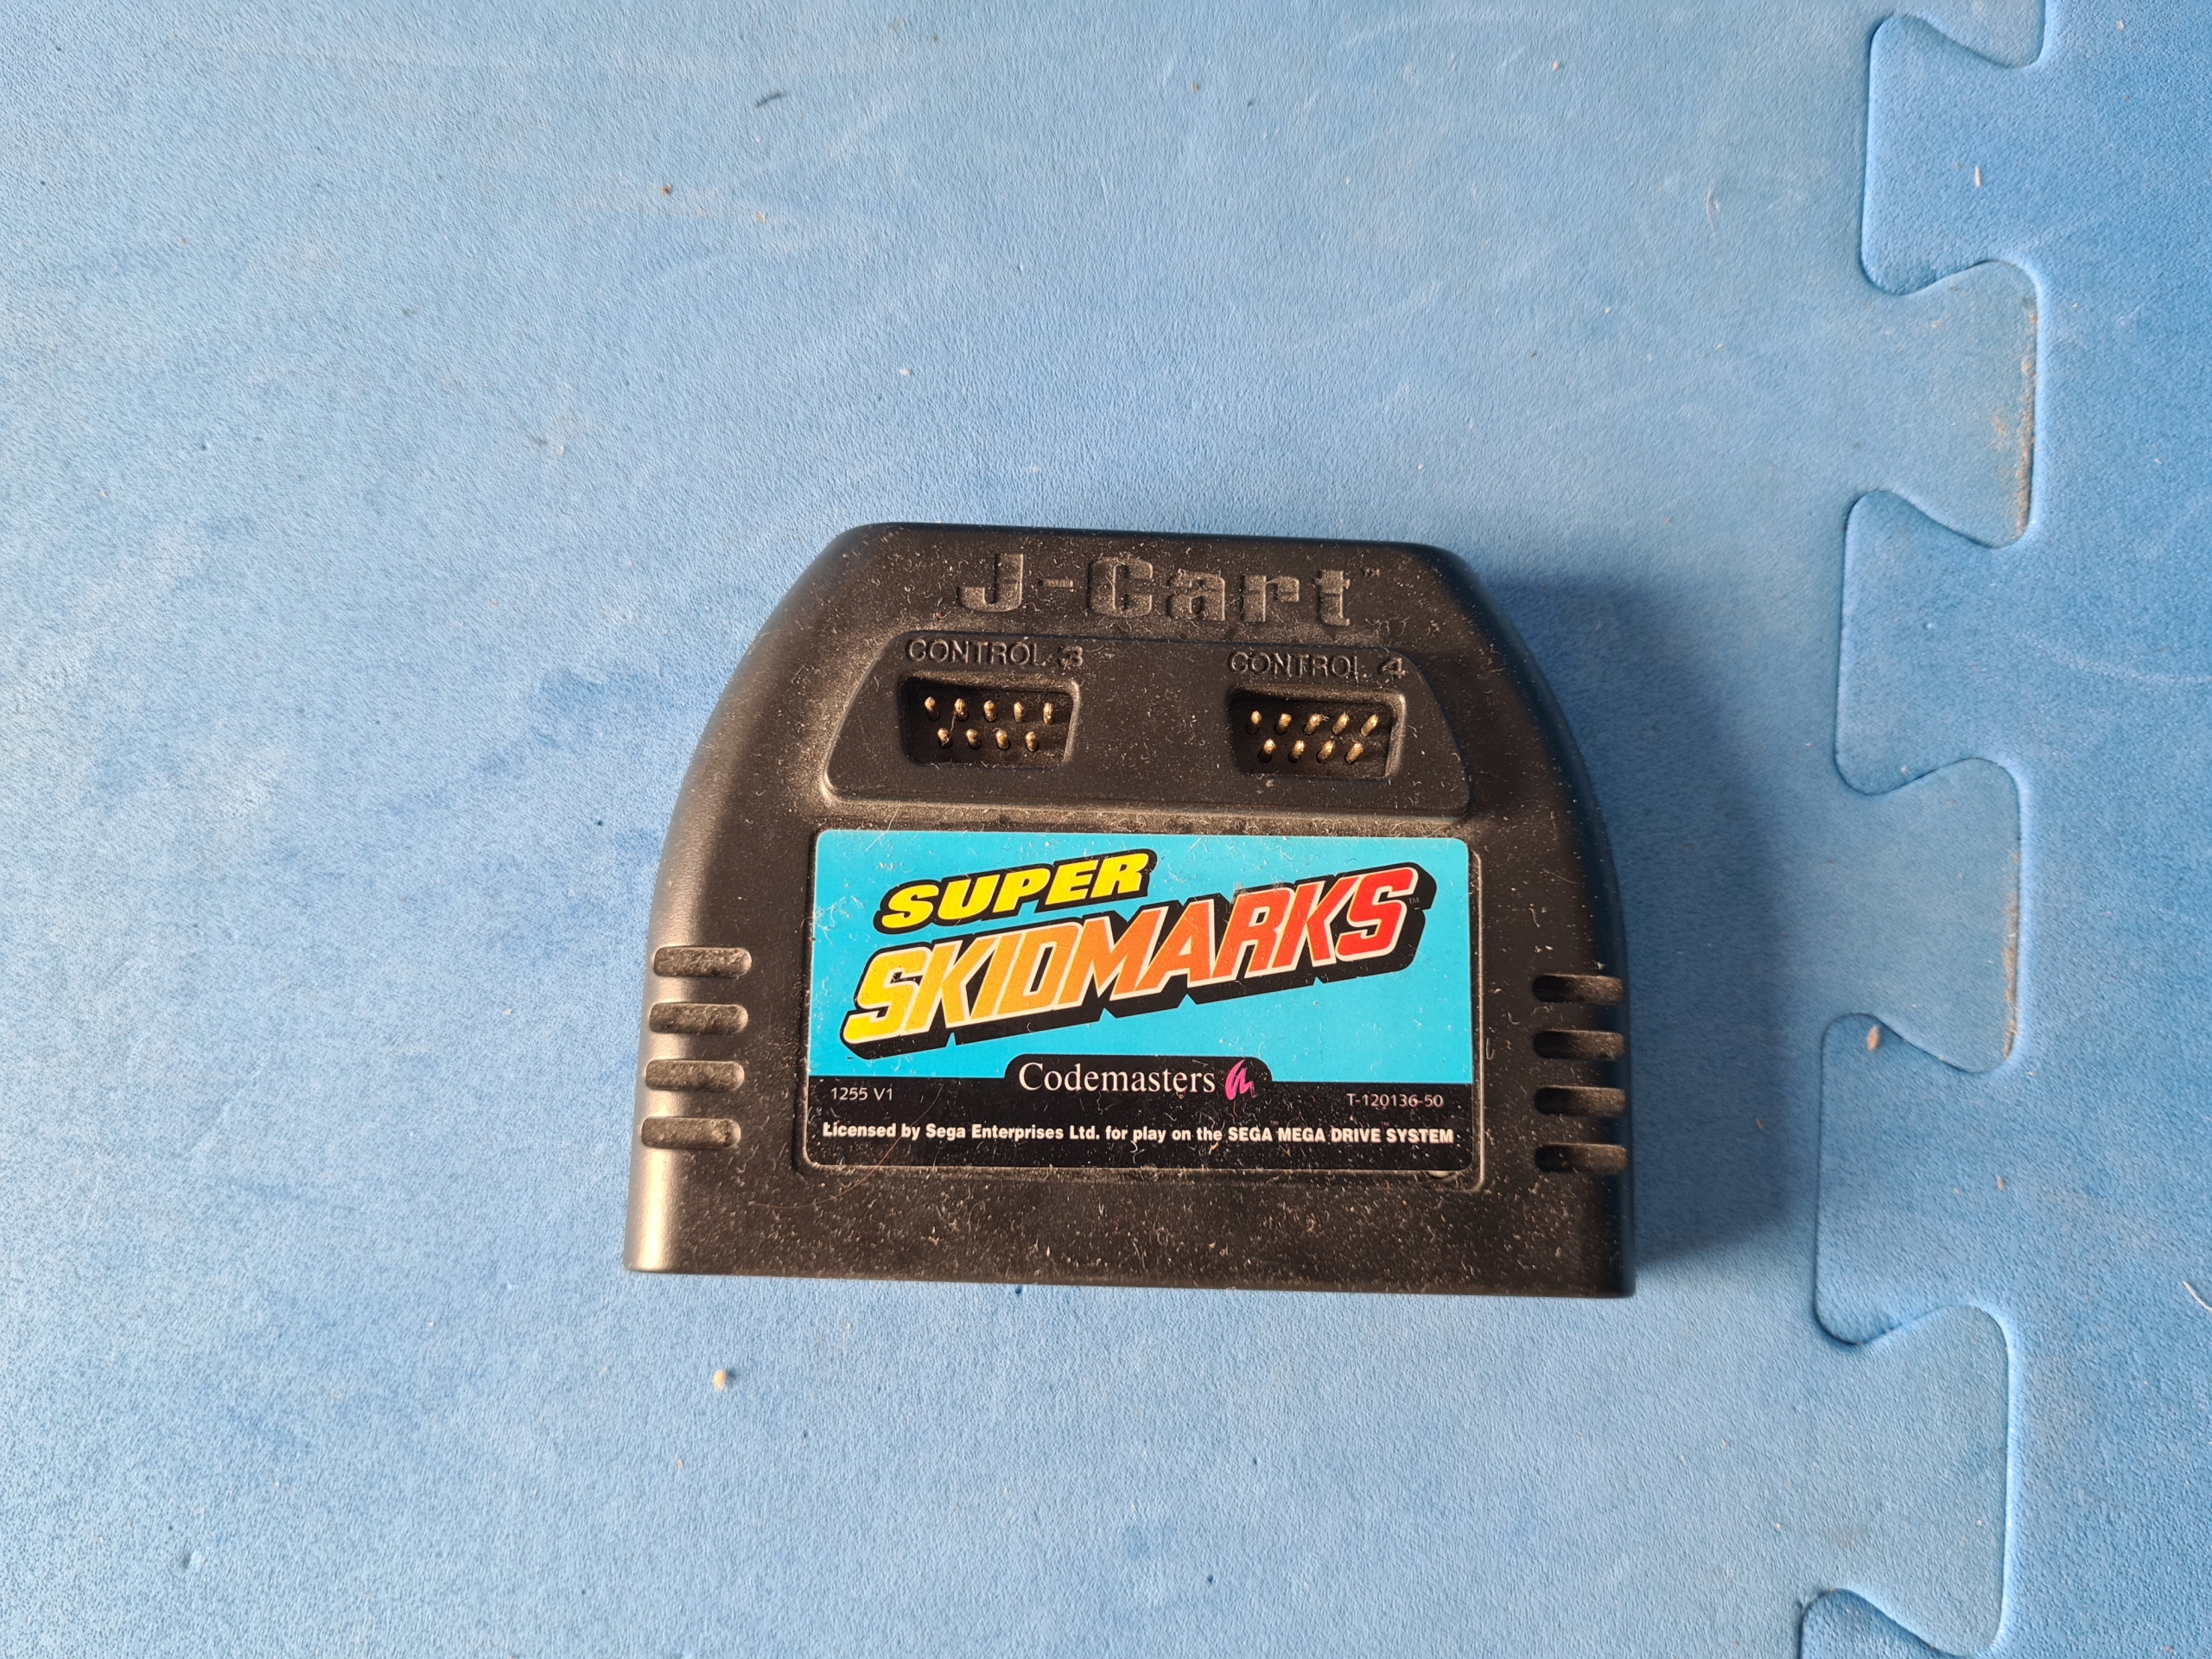 J-Cart™
CONTROL 3 CONTROL 4
SUPER
SKIDMARKS™
Codemasters
1255 V1 T-120136-50
Licensed by Sega Enterprises Ltd. for play on the SEGA MEGA DRIVE SYSTEM